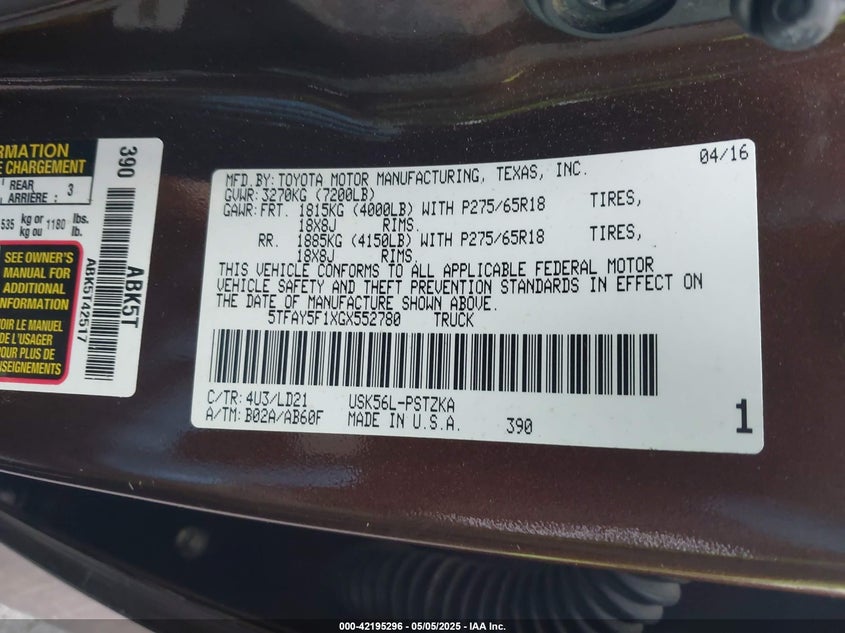 RMATION
E CHARGEMENT
REAR
ARRIÈRE : 3
535 kg or 1180 lbs.
kg ou lb.
SEE OWNER'S
MANUAL FOR
ADDITIONAL
INFORMATION
VOIR LE MANUEL
DE L'USAGER
POUR PLUS DE
NSEIGNEMENTS
390
ABK5T
ABK5T42517
04/16
MFD.BY:TOYOTA MOTOR MANUFACTURING, TEXAS, INC.
GVWR:3270KG (7200LB)
GAWR:FRT. 1815KG (4000LB) WITH P275/65R18 TIRES,
18X8J RIMS.
RR. 1885KG (4150LB) WITH P275/65R18 TIRES,
18X8J RIMS.
THIS VEHICLE CONFORMS TO ALL APPLICABLE FEDERAL MOTOR
VEHICLE SAFETY AND THEFT PREVENTION STANDARDS IN EFFECT ON
THE DATE OF MANUFACTURE SHOWN ABOVE.
5TFAY5F1XGX552780 TRUCK
C/TR:4U3/LD21 USK56L-PSTZKA
A/TM:B02A/AB60F MADE IN U.S.A. 390
1
000-42195296 - 05/05/2025 - IAA Inc.